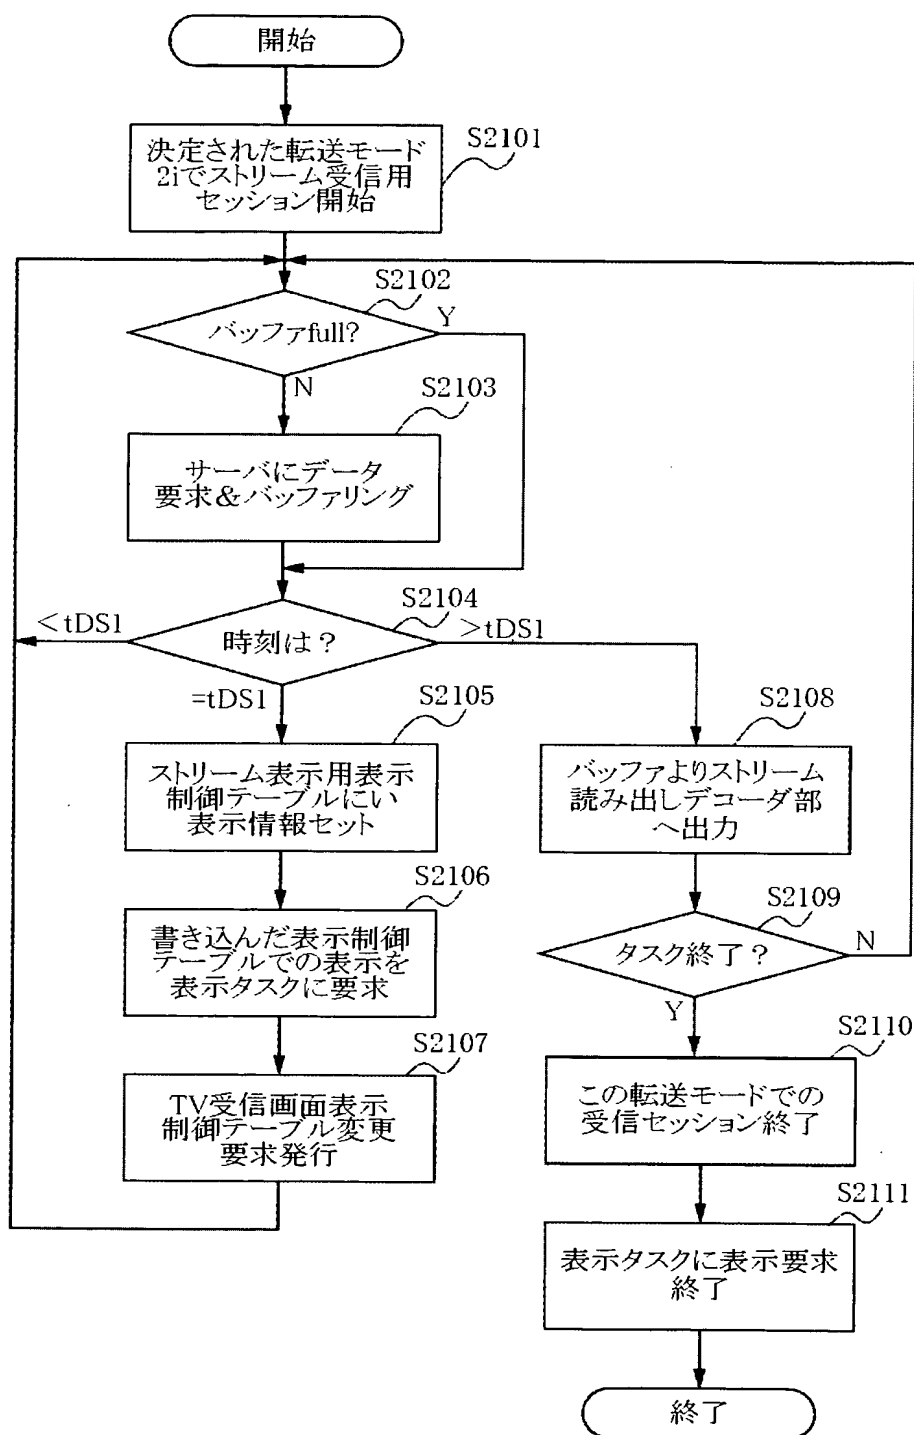 開始
決定された転送モード
2iでストリーム受信用
セッション開始
S2101
S2102
バッファfull?
Y
N
S2103
サーバにデータ
要求&バッファリング
S2104
<tDS1
時刻は?
>tDS1
=tDS1
S2105
ストリーム表示用表示
制御テーブルにい
表示情報セット
S2106
書き込んだ表示制御
テーブルでの表示を
表示タスクに要求
S2107
TV受信画面表示
制御テーブル変更
要求発行
S2108
バッファよりストリーム
読み出しデコーダ部
へ出力
S2109
タスク終了?
N
Y
S2110
この転送モードでの
受信セッション終了
S2111
表示タスクに表示要求
終了
終了